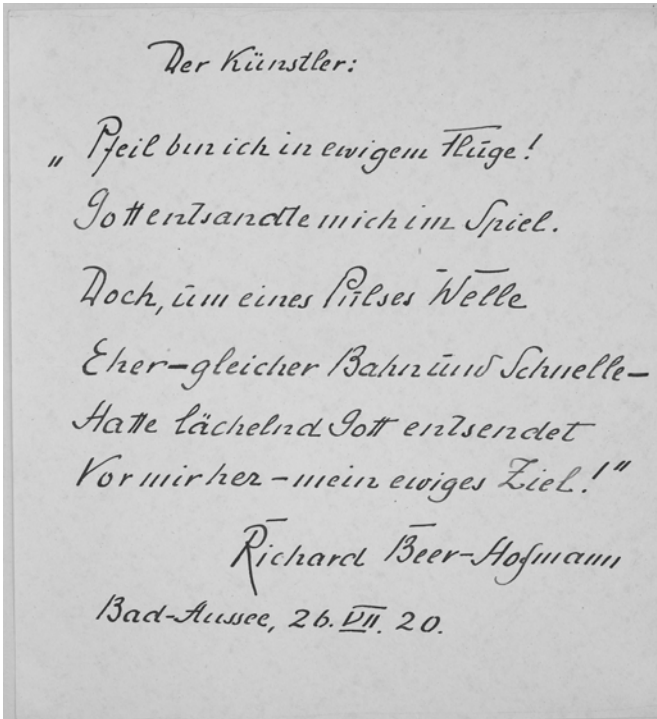 Der Künstler:
„Pfeil bin ich in ewigem Fluge!
Gott entsandte mich im Spiel.
Doch, um eines Pulses Welle
Eher–gleicher Bahn und Schnelle–
Hatte lächelnd Gott entsendet
Vor mir her – mein ewiges Ziel!"
Richard Beer-Hofmann
Bad-Aussee, 26. VII. 20.